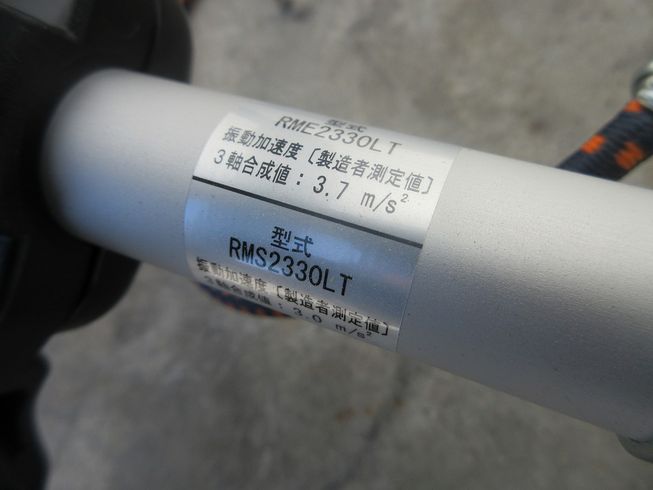 型式
RME2330LT
振動加速度〔製造者測定値〕
3軸合成値：3.7 m/s²
型式
RMS2330LT
振動加速度〔製造者測定値〕
3軸合成値：3.0 m/s²